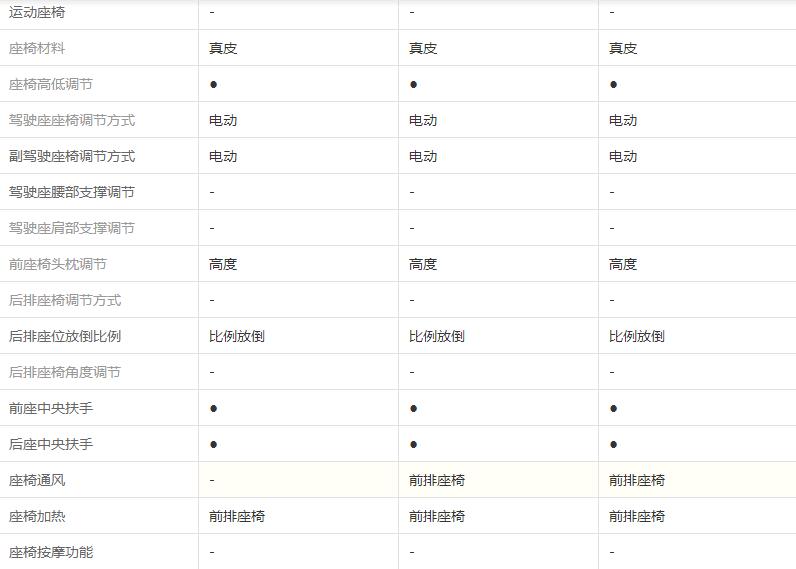 运动座椅 - - -
座椅材料 真皮 真皮 真皮
座椅高低调节 ● ● ●
驾驶座座椅调节方式 电动 电动 电动
副驾驶座椅调节方式 电动 电动 电动
驾驶座腰部支撑调节 - - -
驾驶座肩部支撑调节 - - -
前座椅头枕调节 高度 高度 高度
后排座椅调节方式 - - -
后排座位放倒比例 比例放倒 比例放倒 比例放倒
后排座椅角度调节 - - -
前座中央扶手 ● ● ●
后座中央扶手 ● ● ●
座椅通风 - 前排座椅 前排座椅
座椅加热 前排座椅 前排座椅 前排座椅
座椅按摩功能 - - -